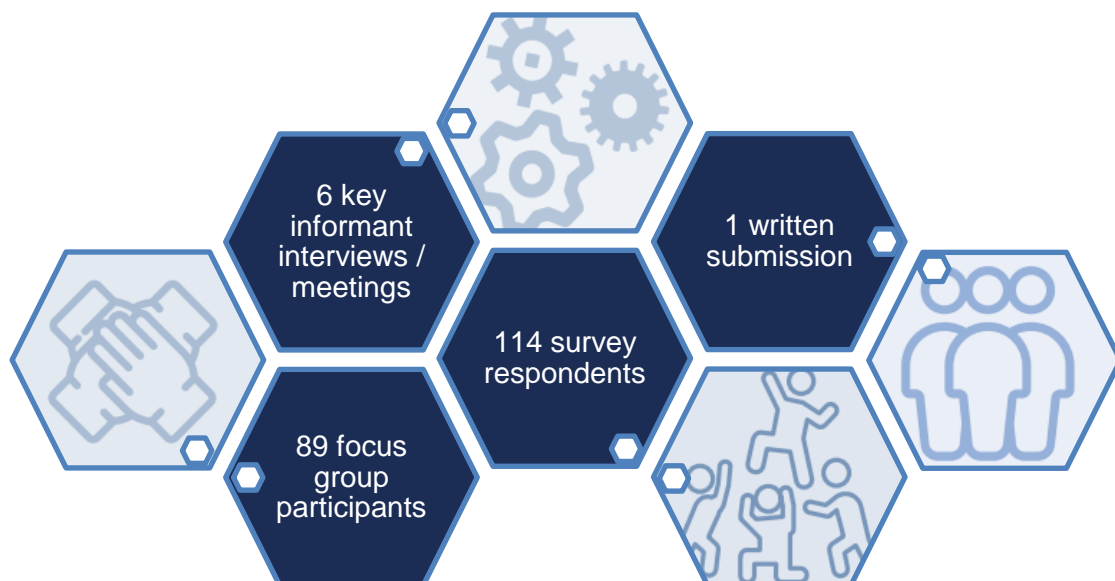 6 key
informant
interviews /
meetings
1 written
submission
114 survey
respondents
89 focus
group
participants